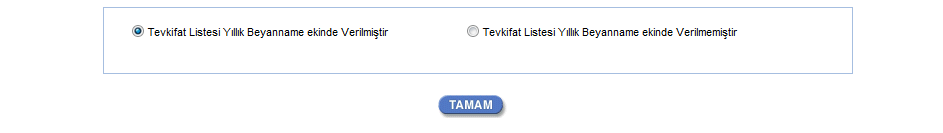 Tevkifat Listesi Yıllık Beyanname ekinde Verilmiştir Tevkifat Listesi Yıllık Beyanname ekinde Verilmemiştir
TAMAM